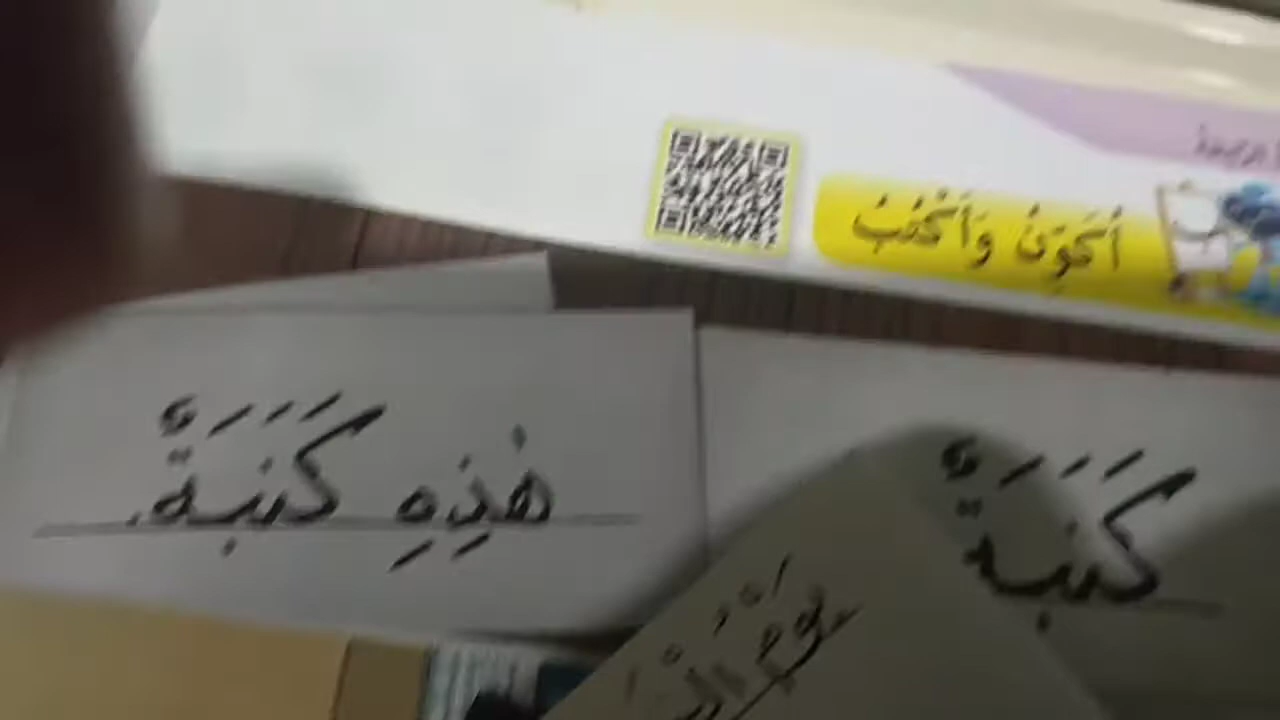 أُكَوِّنُ وَأَكْتُبُ
هٰذِهِ كَنَبَةٌ.
كَنَبَةٌ